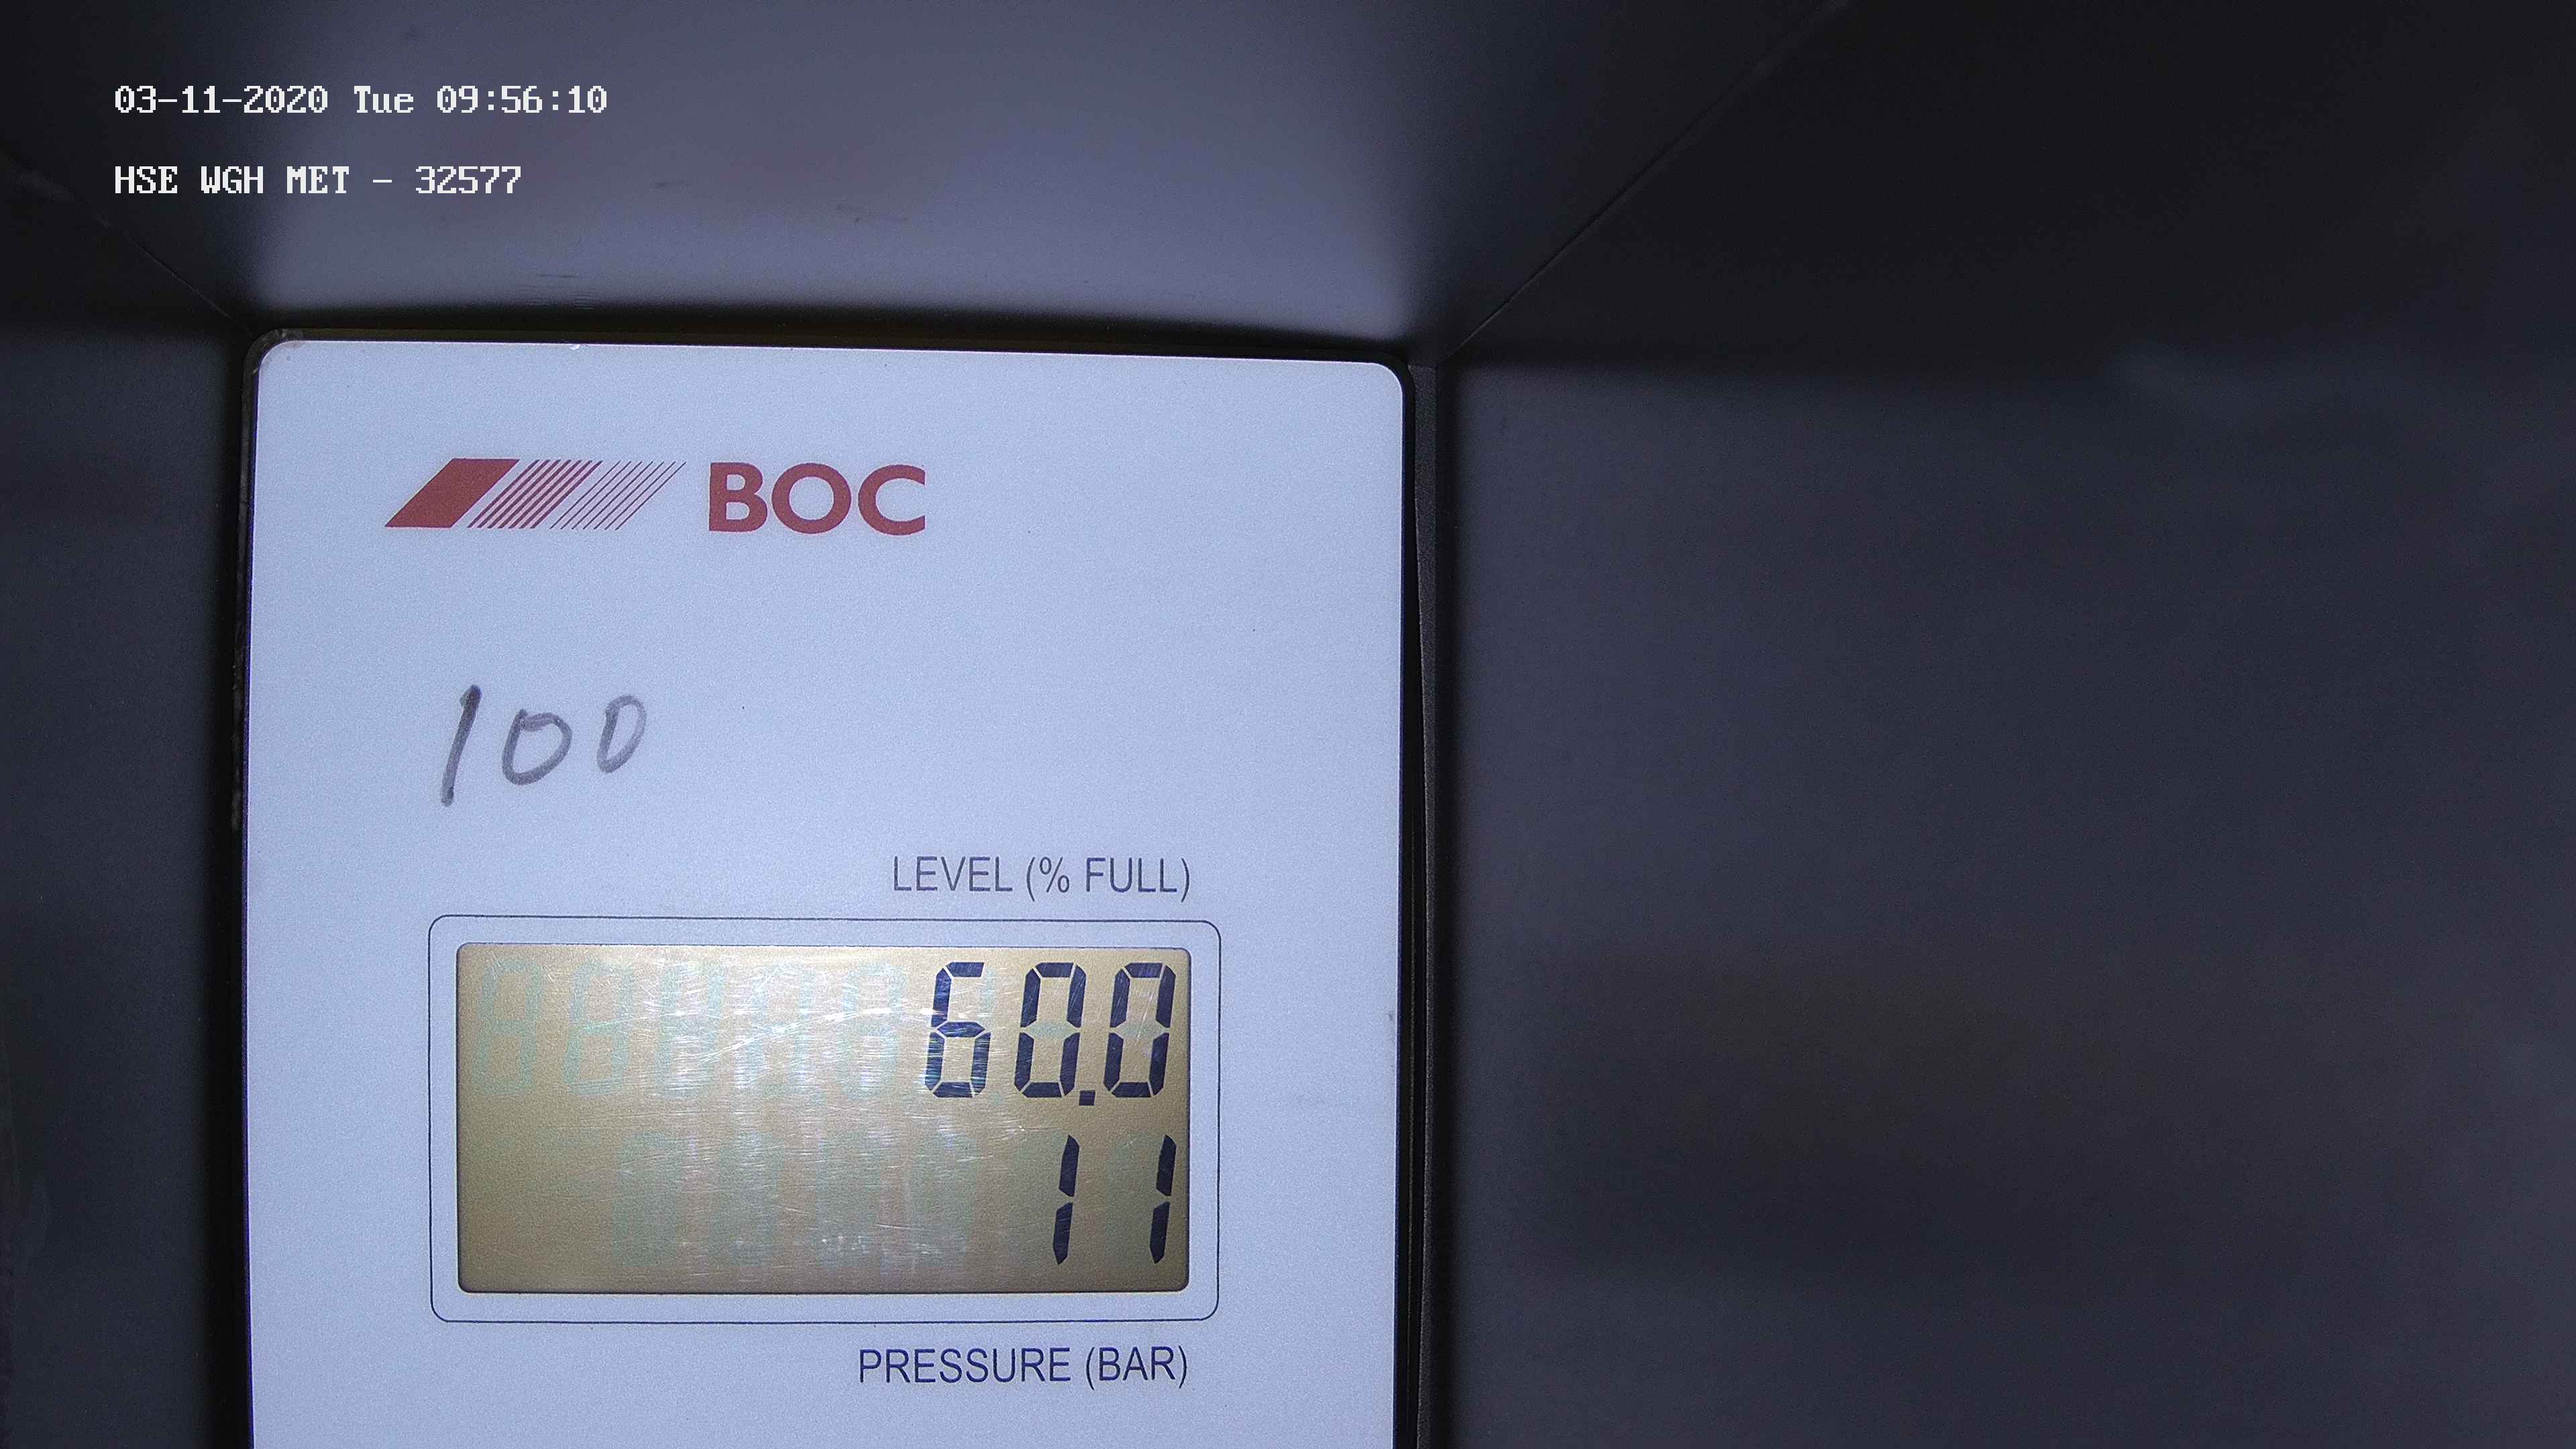 03-11-2020 Tue 09:56:10
HSE WGH MET - 32577
BOC
100
LEVEL (% FULL)
60.0
11
PRESSURE (BAR)